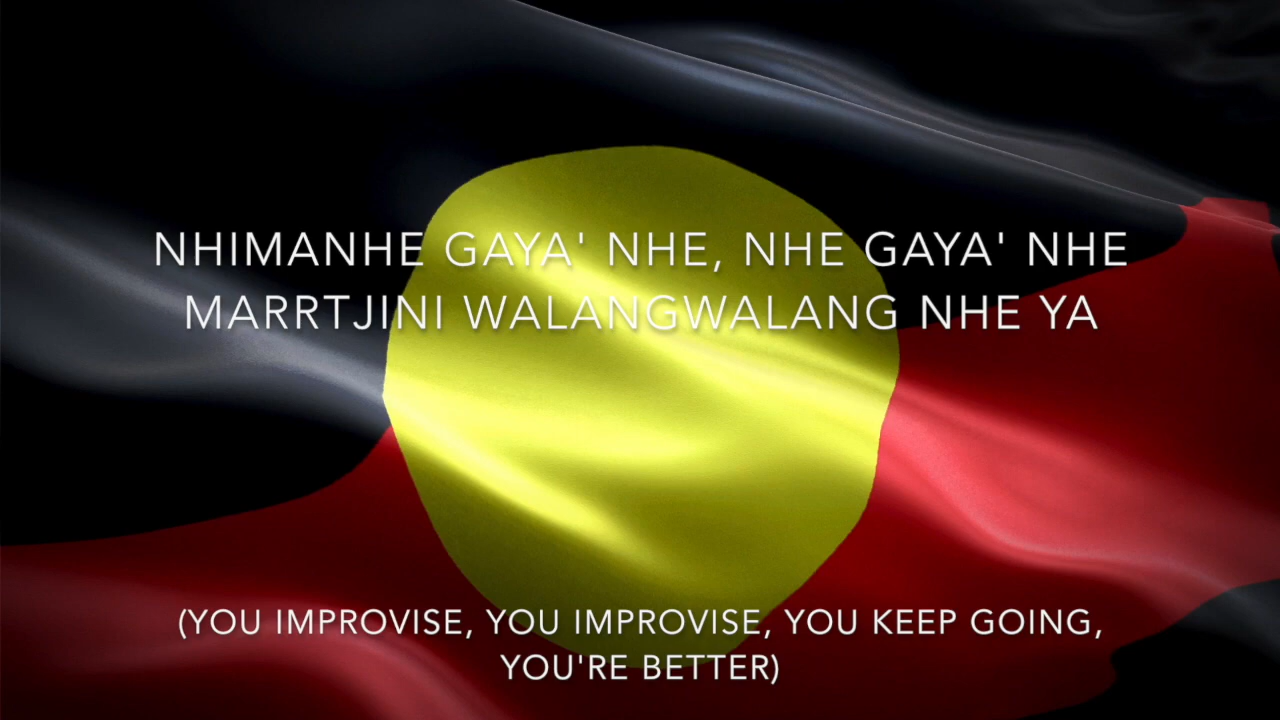 NHIMANHE GAYA' NHE, NHE GAYA' NHE
MARRTJINI WALANGWALANG NHE YA
(YOU IMPROVISE, YOU IMPROVISE, YOU KEEP GOING,
YOU'RE BETTER)